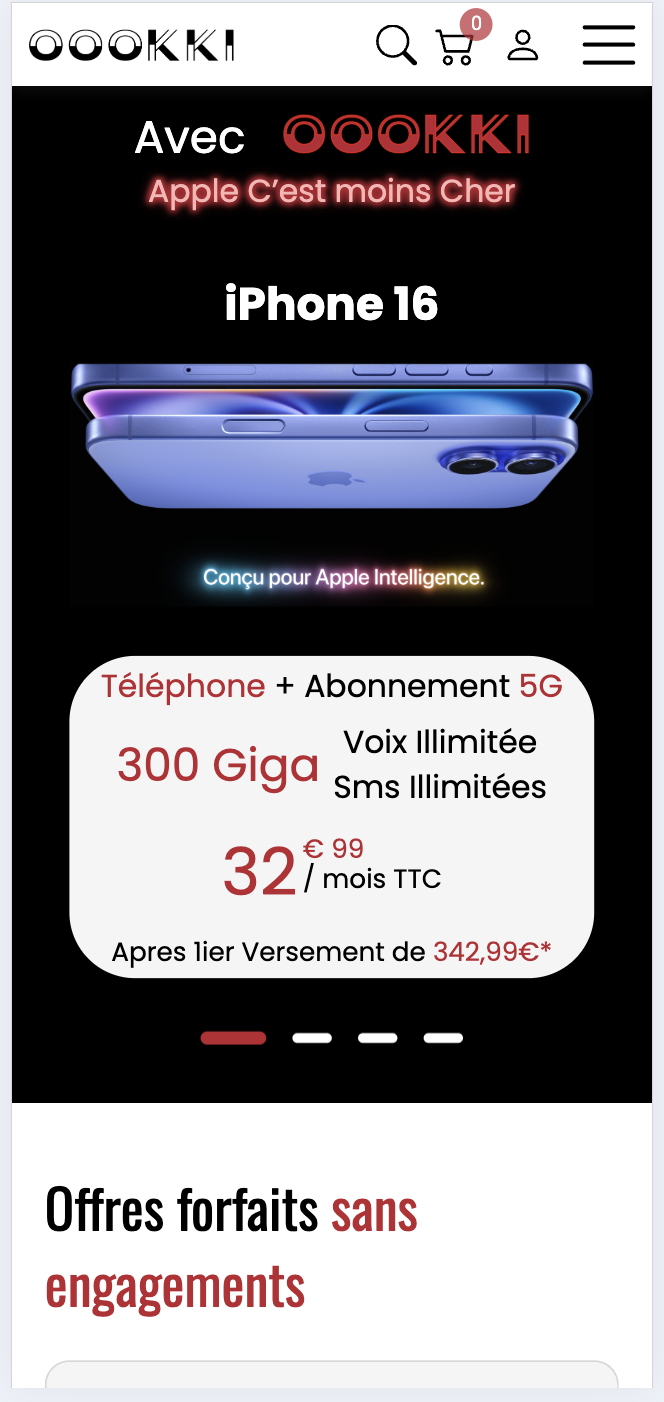 OOOKKI
0
Avec OOOKKI
Apple C’est moins Cher
iPhone 16
Conçu pour Apple Intelligence.
Téléphone + Abonnement 5G
300 Giga
Voix Illimitée
Sms Illimitées
32 € 99
/ mois TTC
Apres 1ier Versement de 342,99€*
Offres forfaits sans
engagements